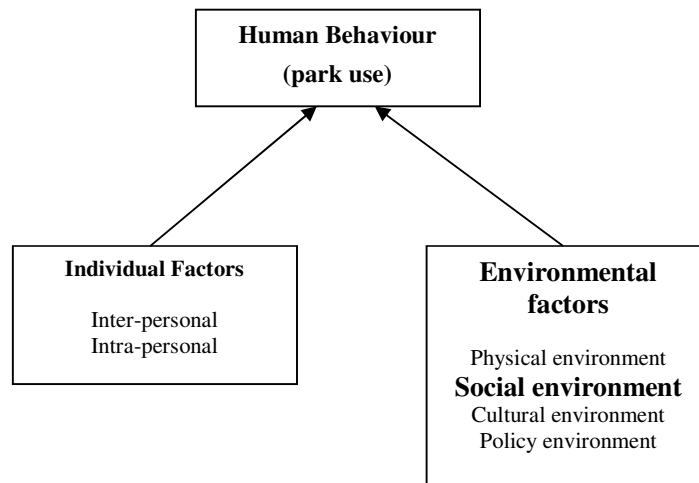 Human Behaviour
(park use)
Individual Factors
Inter-personal
Intra-personal
Environmental
factors
Physical environment
Social environment
Cultural environment
Policy environment